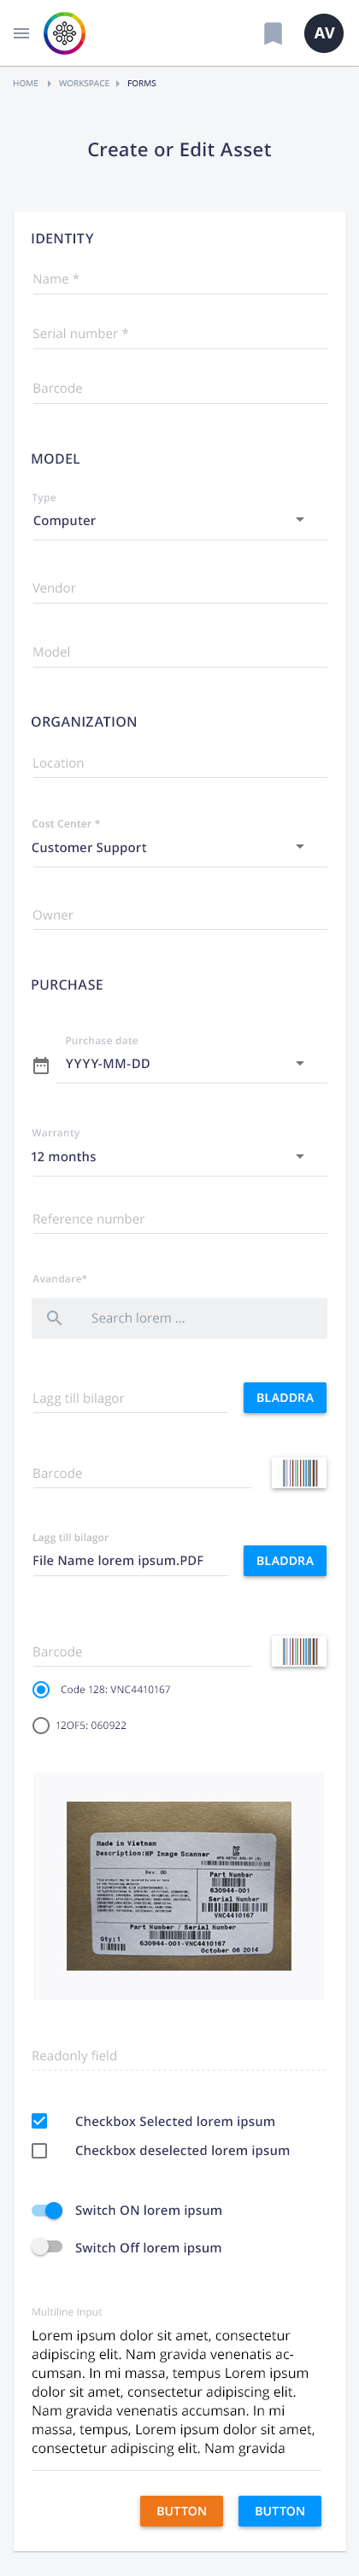 AV
HOME WORKSPACE FORMS
Create or Edit Asset
IDENTITY
Name *
Serial number *
Barcode
MODEL
Type
Computer
Vendor
Model
ORGANIZATION
Location
Cost Center *
Customer Support
Owner
PURCHASE
Purchase date
YYYY-MM-DD
Warranty
12 months
Reference number
Avandare*
Search lorem ...
Lagg till bilagor
BLADDRA
Barcode
Lagg till bilagor
File Name lorem ipsum.PDF
BLADDRA
Barcode
Code 128: VNC4410167
12OF5: 060922
Made in Vietnam
Description:HP Image Scanner
Rev: 00
Part Number
630944-001
Serial Number
VNC4410167
Part Number / Serial Number
Qty:1
630944-001-VNC4410167
October 06 2014
Readonly field
Checkbox Selected lorem ipsum
Checkbox deselected lorem ipsum
Switch ON lorem ipsum
Switch Off lorem ipsum
Multiline Input
Lorem ipsum dolor sit amet, consectetur
adipiscing elit. Nam gravida venenatis ac-
cumsan. In mi massa, tempus Lorem ipsum
dolor sit amet, consectetur adipiscing elit.
Nam gravida venenatis accumsan. In mi
massa, tempus, Lorem ipsum dolor sit amet,
consectetur adipiscing elit. Nam gravida
BUTTON
BUTTON